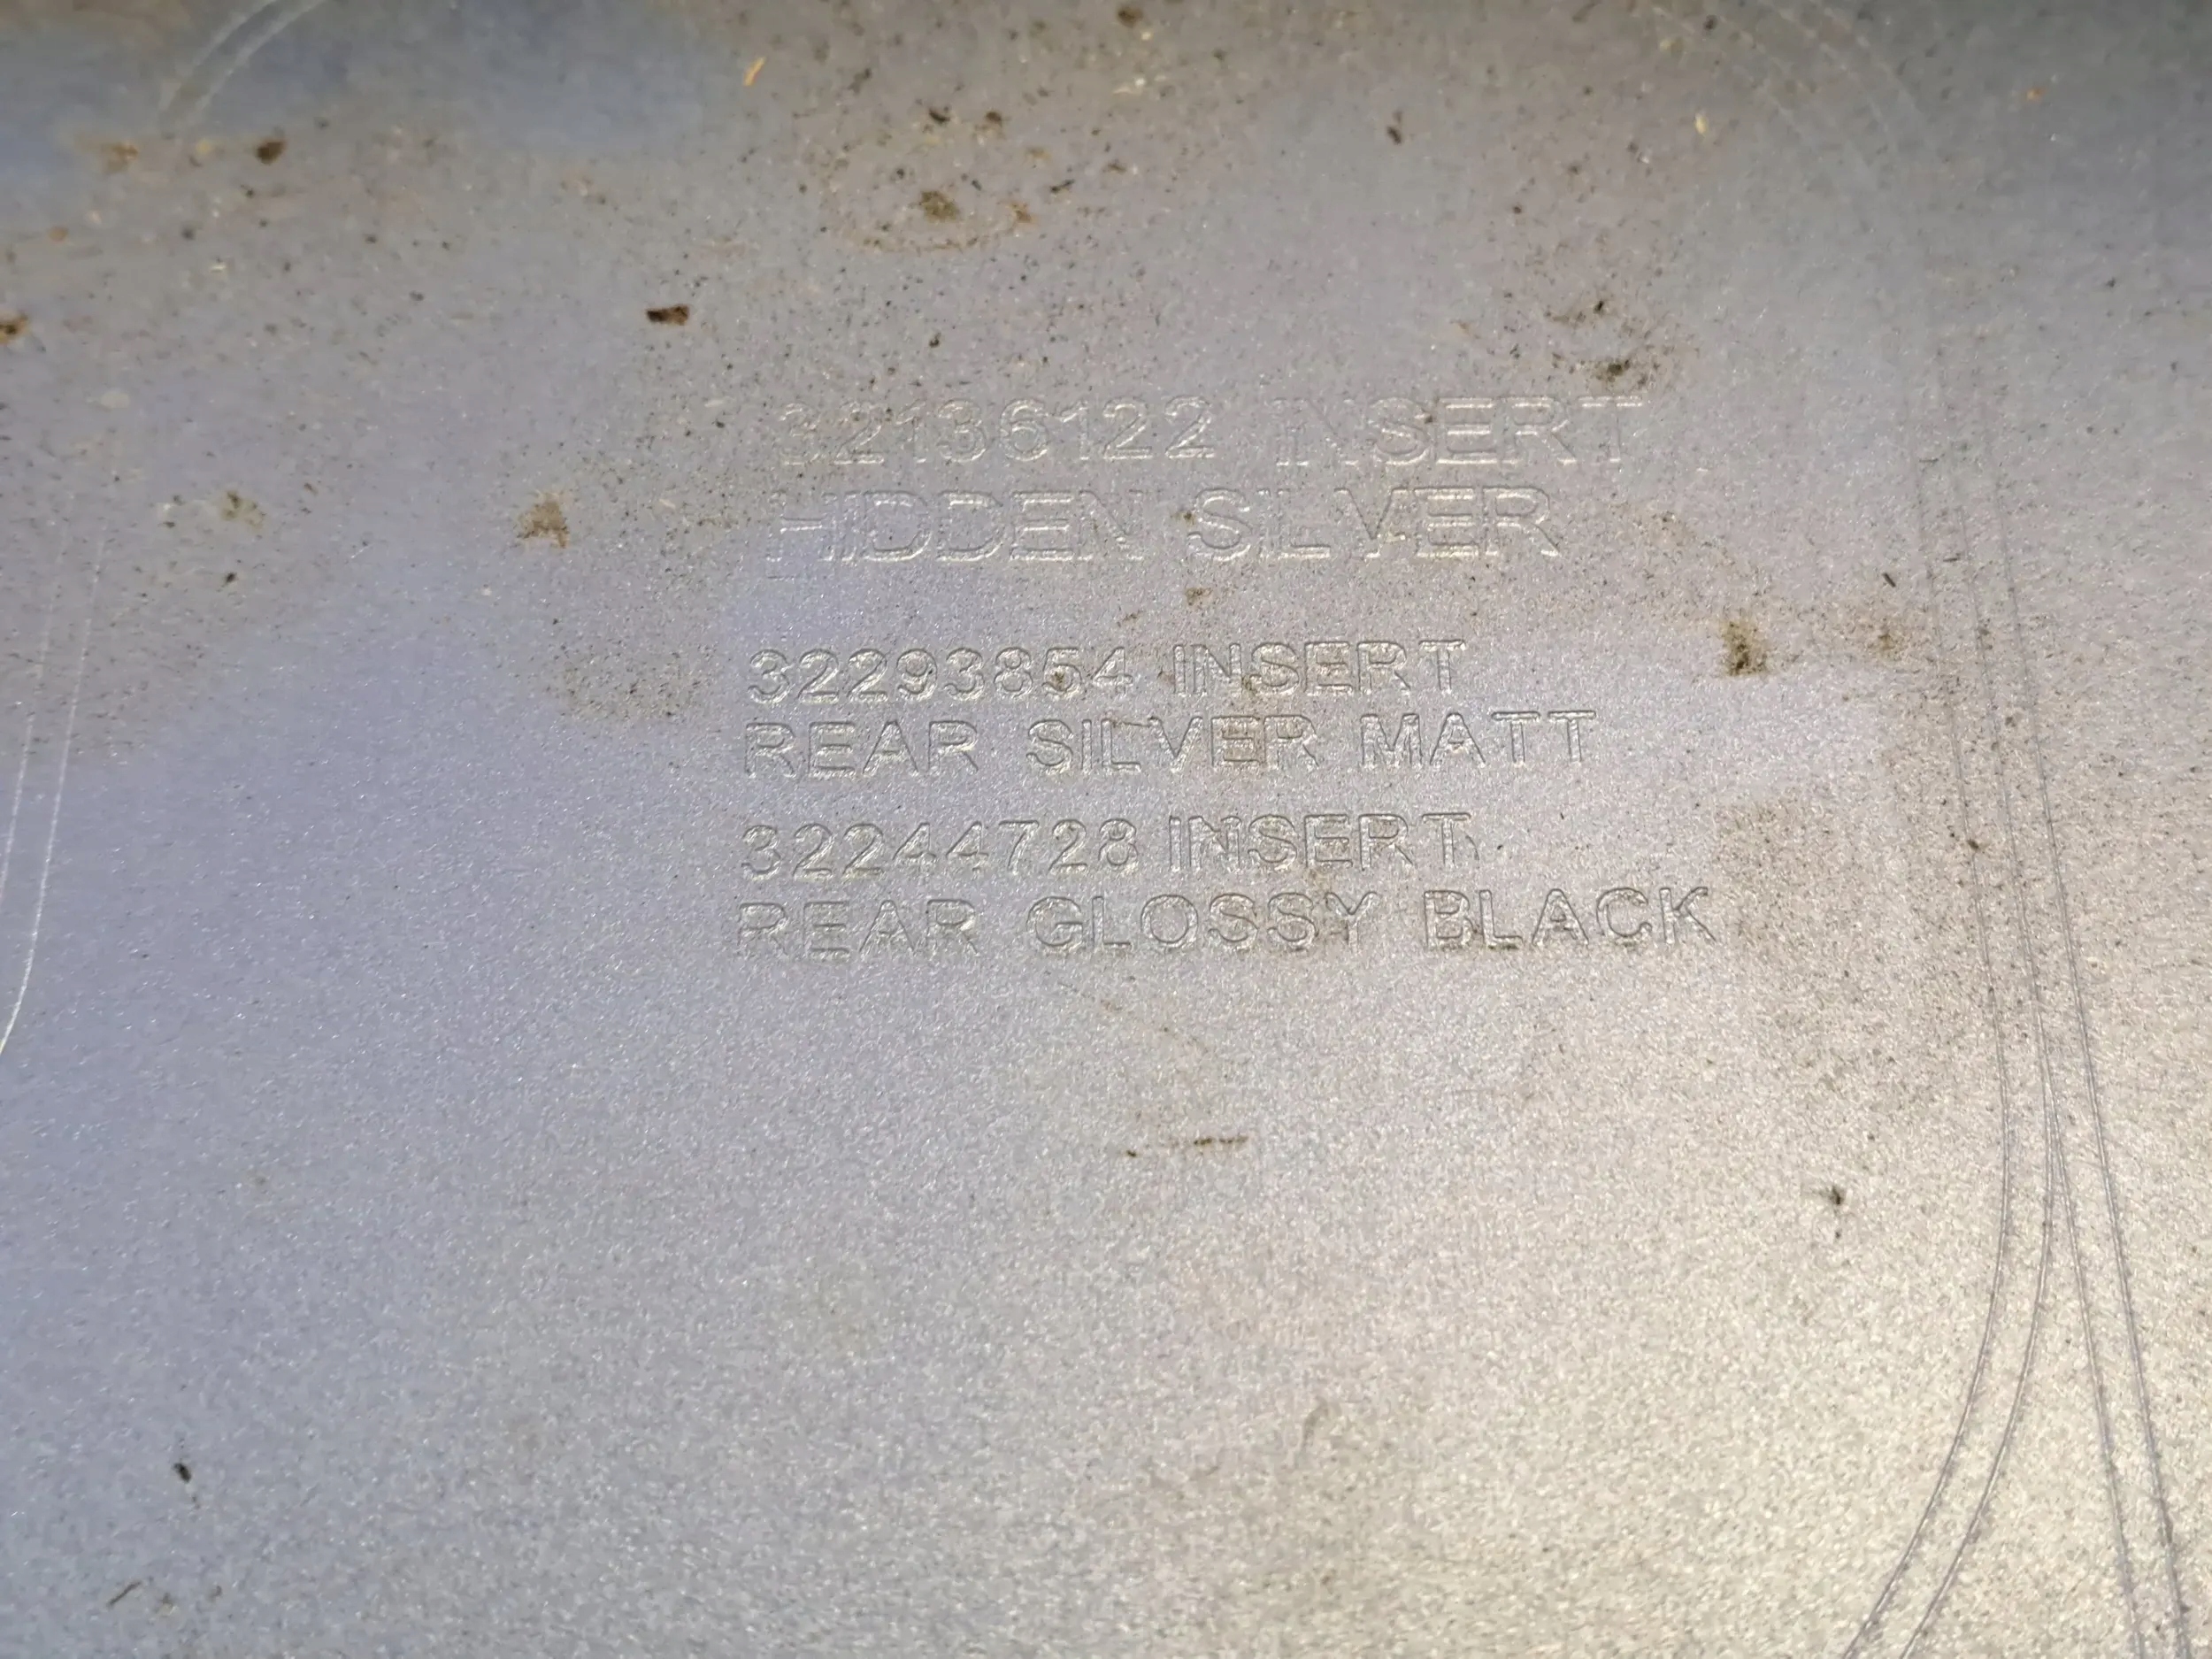 32136122 INSERT
HIDDEN SILVER
32293854 INSERT
REAR SILVER MATT
32244728 INSERT
REAR GLOSSY BLACK